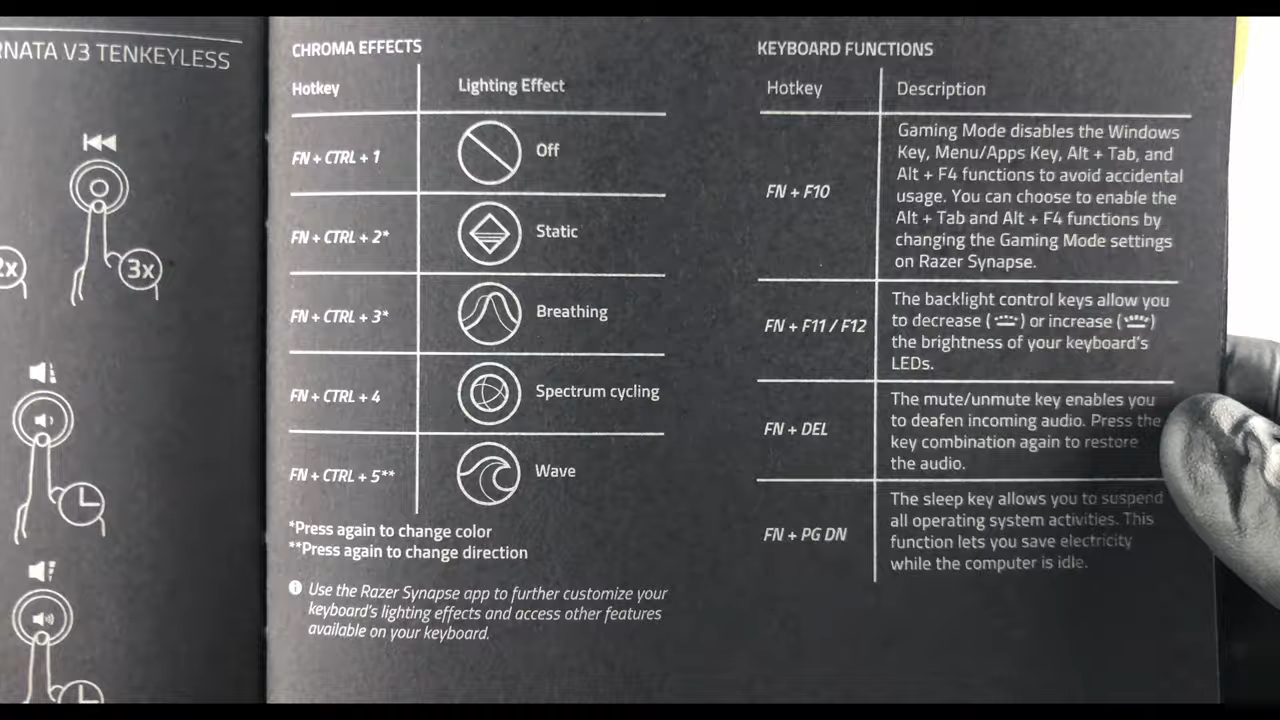 RNATA V3 TENKEYLESS
2x
3x
CHROMA EFFECTS
Hotkey
Lighting Effect
FN + CTRL + 1
Off
FN + CTRL + 2*
Static
FN + CTRL + 3*
Breathing
FN + CTRL + 4
Spectrum cycling
FN + CTRL + 5**
Wave
*Press again to change color
**Press again to change direction
Use the Razer Synapse app to further customize your
keyboard's lighting effects and access other features
available on your keyboard.
KEYBOARD FUNCTIONS
Hotkey
Description
FN + F10
Gaming Mode disables the Windows
Key, Menu/Apps Key, Alt + Tab, and
Alt + F4 functions to avoid accidental
usage. You can choose to enable the
Alt + Tab and Alt + F4 functions by
changing the Gaming Mode settings
on Razer Synapse.
FN + F11 / F12
The backlight control keys allow you
to decrease ( ) or increase ( )
the brightness of your keyboard's
LEDs.
FN + DEL
The mute/unmute key enables you
to deafen incoming audio. Press the
key combination again to restore
the audio.
FN + PG DN
The sleep key allows you to suspend
all operating system activities. This
function lets you save electricity
while the computer is idle.